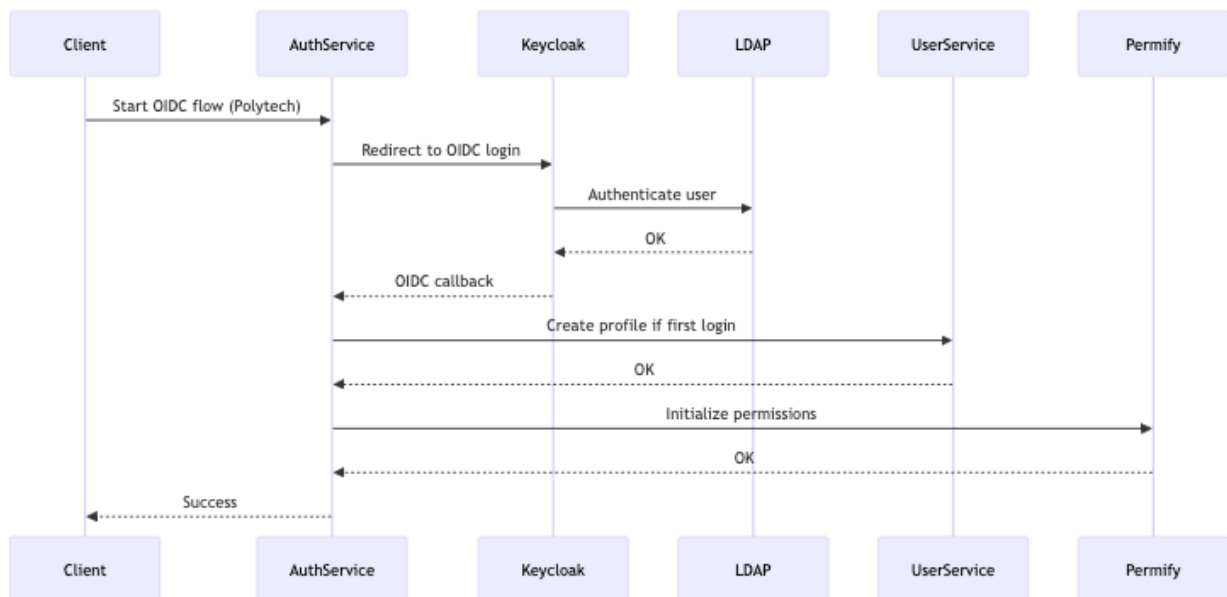 Client AuthService Keycloak LDAP UserService Permify
Start OIDC flow (Polytech)
Redirect to OIDC login
Authenticate user
OK
OIDC callback
Create profile if first login
OK
Initialize permissions
OK
Success
Client AuthService Keycloak LDAP UserService Permify